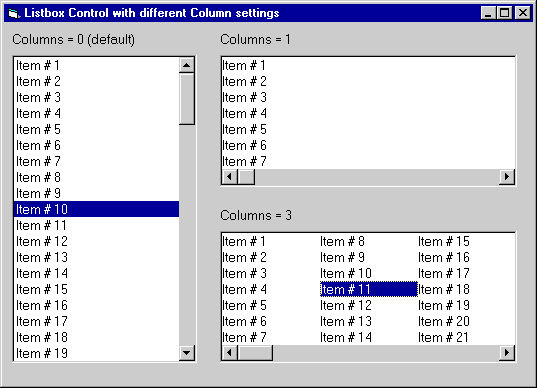 Listbox Control with different Column settings
Columns = 0 (default)
Item # 1
Item # 2
Item # 3
Item # 4
Item # 5
Item # 6
Item # 7
Item # 8
Item # 9
Item # 10
Item # 11
Item # 12
Item # 13
Item # 14
Item # 15
Item # 16
Item # 17
Item # 18
Item # 19
Columns = 1
Item # 1
Item # 2
Item # 3
Item # 4
Item # 5
Item # 6
Item # 7
Columns = 3
Item # 1 Item # 8 Item # 15
Item # 2 Item # 9 Item # 16
Item # 3 Item # 10 Item # 17
Item # 4 Item # 11 Item # 18
Item # 5 Item # 12 Item # 19
Item # 6 Item # 13 Item # 20
Item # 7 Item # 14 Item # 21